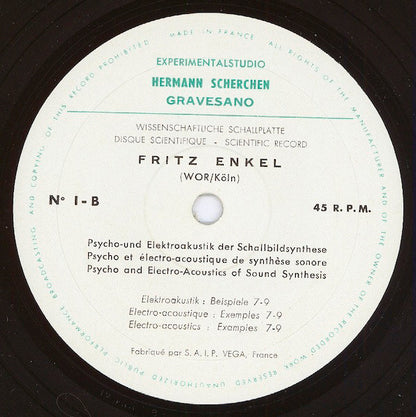 MADE IN FRANCE • ALL RIGHTS OF THE MANUFACTURER AND OF THE OWNER OF THE RECORDED WORK RESERVED UNAUTHORIZED PUBLIC PERFORMANCE BROADCASTING AND COPYING OF THIS RECORD PROHIBITED
EXPERIMENTALSTUDIO
HERMANN SCHERCHEN
GRAVESANO
WISSENSCHAFTLICHE SCHALLPLATTE
DISQUE SCIENTIFIQUE - SCIENTIFIC RECORD
FRITZ ENKEL
(WOR/Köln)
N° I-B
45 R.P.M.
Psycho-und Elektroakustik der Schallbildsynthese
Psycho et électro-acoustique de synthèse sonore
Psycho and Electro-Acoustics of Sound Synthesis
Elektroakustik : Beispiele 7-9
Electro-acoustique : Exemples 7-9
Electro-acoustics : Examples 7-9
Fabriqué par S.A.I.P. VEGA, France